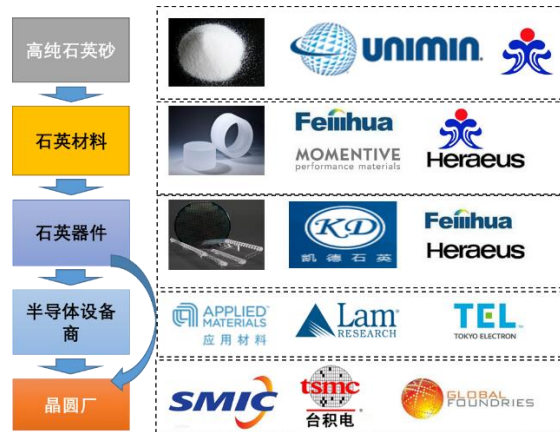 高纯石英砂
UNIMIN
石英材料
Feilihua
MOMENTIVE
performance materials
Heraeus
石英器件
KD
凯德石英
Feilihua
Heraeus
半导体设备
商
APPLIED
MATERIALS
应用材料
Lam
RESEARCH
TEL
TOKYO ELECTRON
晶圆厂
SMIC
tsmc
台积电
GLOBAL
FOUNDRIES